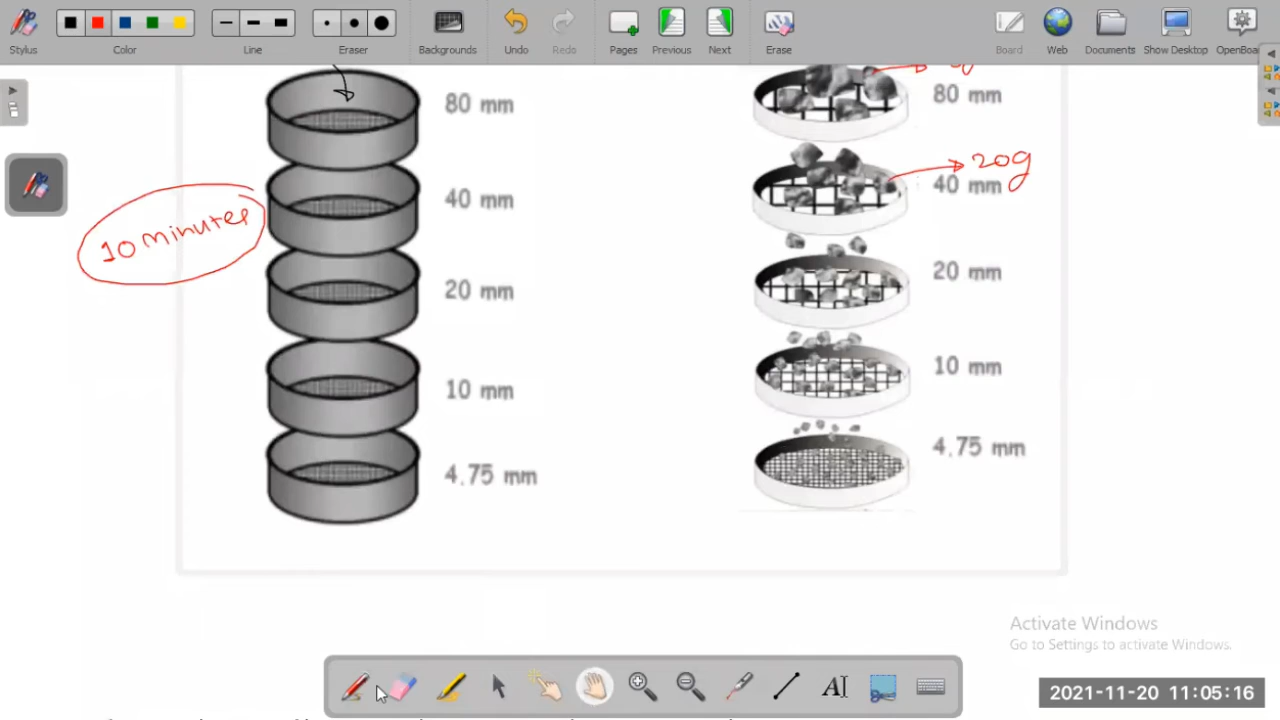 Stylus
Color
Line
Eraser
Backgrounds
Undo
Redo
Pages
Previous
Next
Erase
Board
Web
Documents
Show Desktop
OpenBoa
80 mm
40 mm
20 mm
10 mm
4.75 mm
10 minutes
80 mm
20g
40 mm
20 mm
10 mm
4.75 mm
Activate Windows
Go to Settings to activate Windows.
AI
2021-11-20 11:05:16